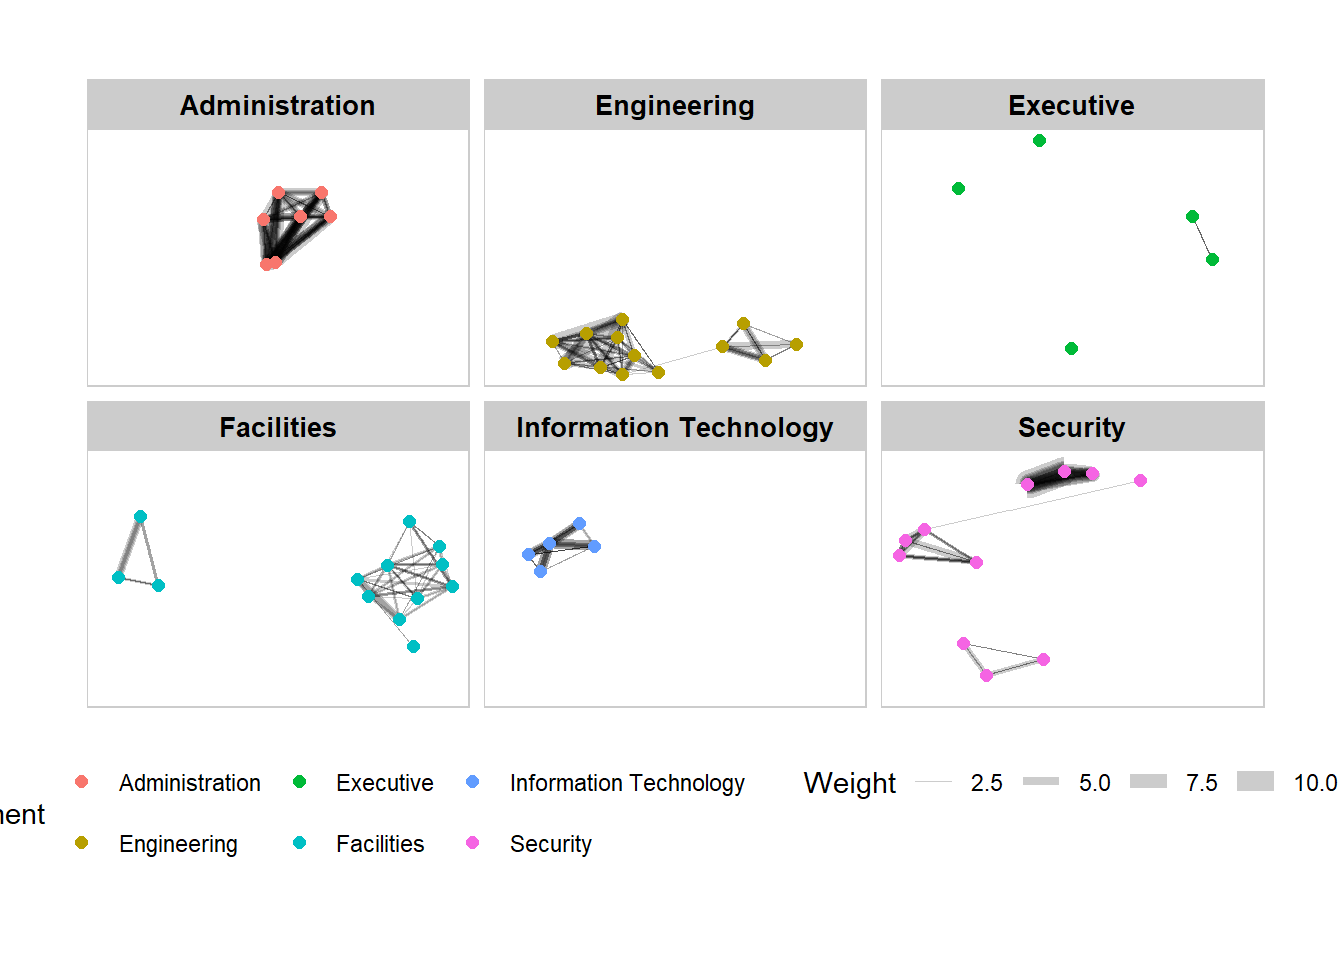 Administration
Engineering
Executive
Facilities
Information Technology
Security
Administration
Executive
Information Technology
Engineering
Facilities
Security
Weight
2.5
5.0
7.5
10.0